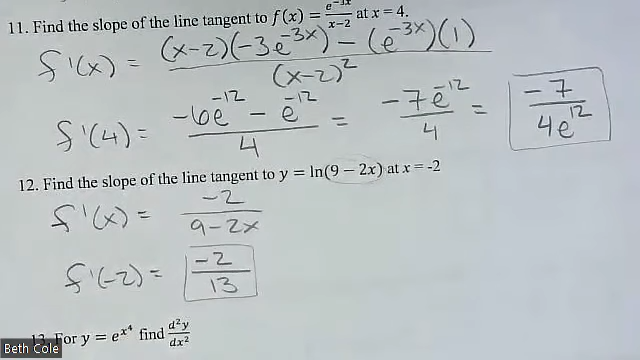 11. Find the slope of the line tangent to f(x) = e^-3x / x-2 at x = 4.
f'(x) = (x-2)(-3e^-3x) - (e^-3x)(1) / (x-2)^2
f'(4) = -6e^-12 - e^-12 / 4 = -7e^-12 / 4 = -7 / 4e^12
12. Find the slope of the line tangent to y = ln(9 – 2x) at x = -2
f'(x) = -2 / 9-2x
f'(-2) = -2 / 13
13. For y = e^x^4 find d^2y / dx^2
Beth Cole